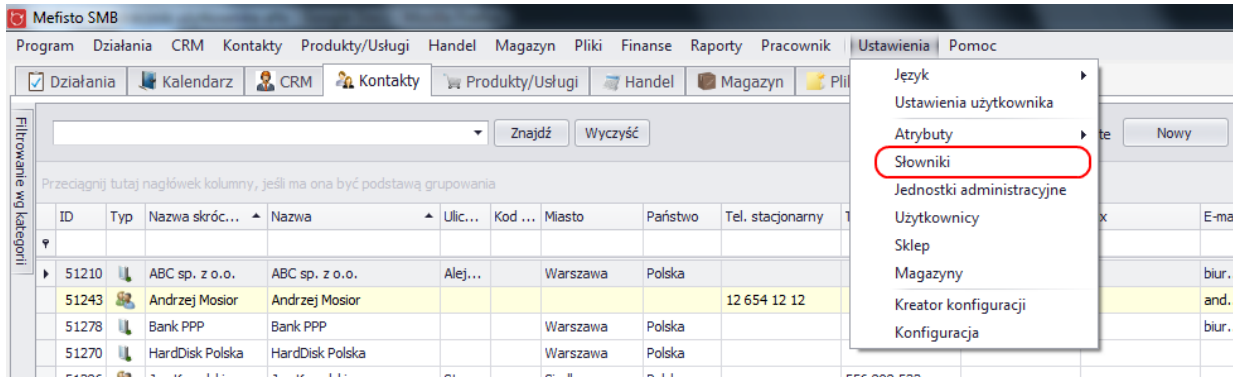 Mefisto SMB
Program Działania CRM Kontakty Produkty/Usługi Handel Magazyn Pliki Finanse Raporty Pracownik Ustawienia Pomoc
Działania Kalendarz CRM Kontakty Produkty/Usługi Handel Magazyn
Język
Ustawienia użytkownika
Znajdź Wyczyść Atrybuty Nowy
Słowniki
Przeciągnij tutaj nagłówek kolumny, jeśli ma ona być podstawą grupowania
Jednostki administracyjne
Filtrowanie wg kategorii
ID Typ Nazwa skróc... Nazwa Ulic... Kod ... Miasto Państwo Tel. stacjonarny Użytkownicy
Sklep
51210 ABC sp. z o.o. ABC sp. z o.o. Alej... Warszawa Polska Magazyny biur...
51243 Andrzej Mosior Andrzej Mosior 12 654 12 12 Kreator konfiguracji and...
51278 Bank PPP Bank PPP Warszawa Polska Konfiguracja biur...
51270 HardDisk Polska HardDisk Polska Warszawa Polska